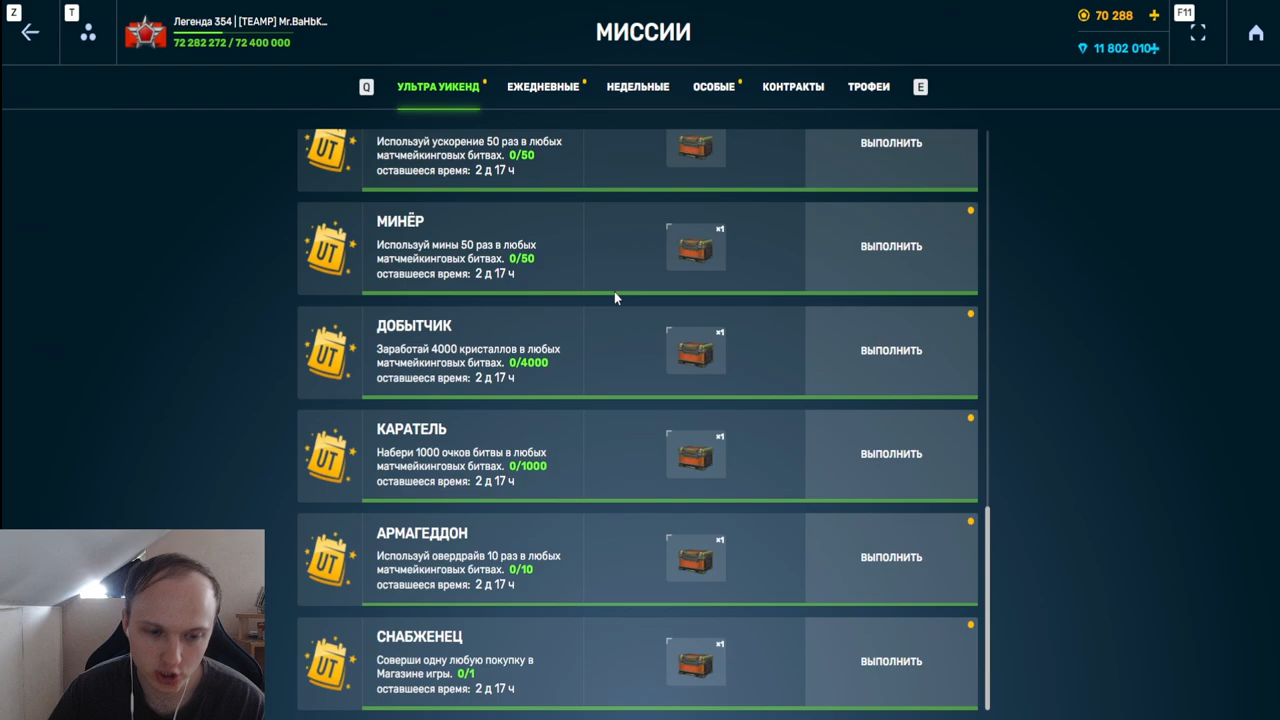 Z
T
Легенда 354 | [TEAMP] Mr.BaHbK...
72 282 272 / 72 400 000
МИССИИ
70 288 +
11 802 010+
F11
Q
УЛЬТРА УИКЕНД
ЕЖЕДНЕВНЫЕ
НЕДЕЛЬНЫЕ
ОСОБЫЕ
КОНТРАКТЫ
ТРОФЕИ
E
UT
Используй ускорение 50 раз в любых
матчмейкинговых битвах. 0/50
оставшееся время: 2 д 17 ч
ВЫПОЛНИТЬ
UT
МИНЁР
Используй мины 50 раз в любых
матчмейкинговых битвах. 0/50
оставшееся время: 2 д 17 ч
x1
ВЫПОЛНИТЬ
UT
ДОБЫТЧИК
Заработай 4000 кристаллов в любых
матчмейкинговых битвах. 0/4000
оставшееся время: 2 д 17 ч
x1
ВЫПОЛНИТЬ
UT
КАРАТЕЛЬ
Набери 1000 очков битвы в любых
матчмейкинговых битвах. 0/1000
оставшееся время: 2 д 17 ч
x1
ВЫПОЛНИТЬ
UT
АРМАГЕДДОН
Используй овердрайв 10 раз в любых
матчмейкинговых битвах. 0/10
оставшееся время: 2 д 17 ч
x1
ВЫПОЛНИТЬ
UT
СНАБЖЕНЕЦ
Соверши одну любую покупку в
Магазине игры. 0/1
оставшееся время: 2 д 17 ч
x1
ВЫПОЛНИТЬ